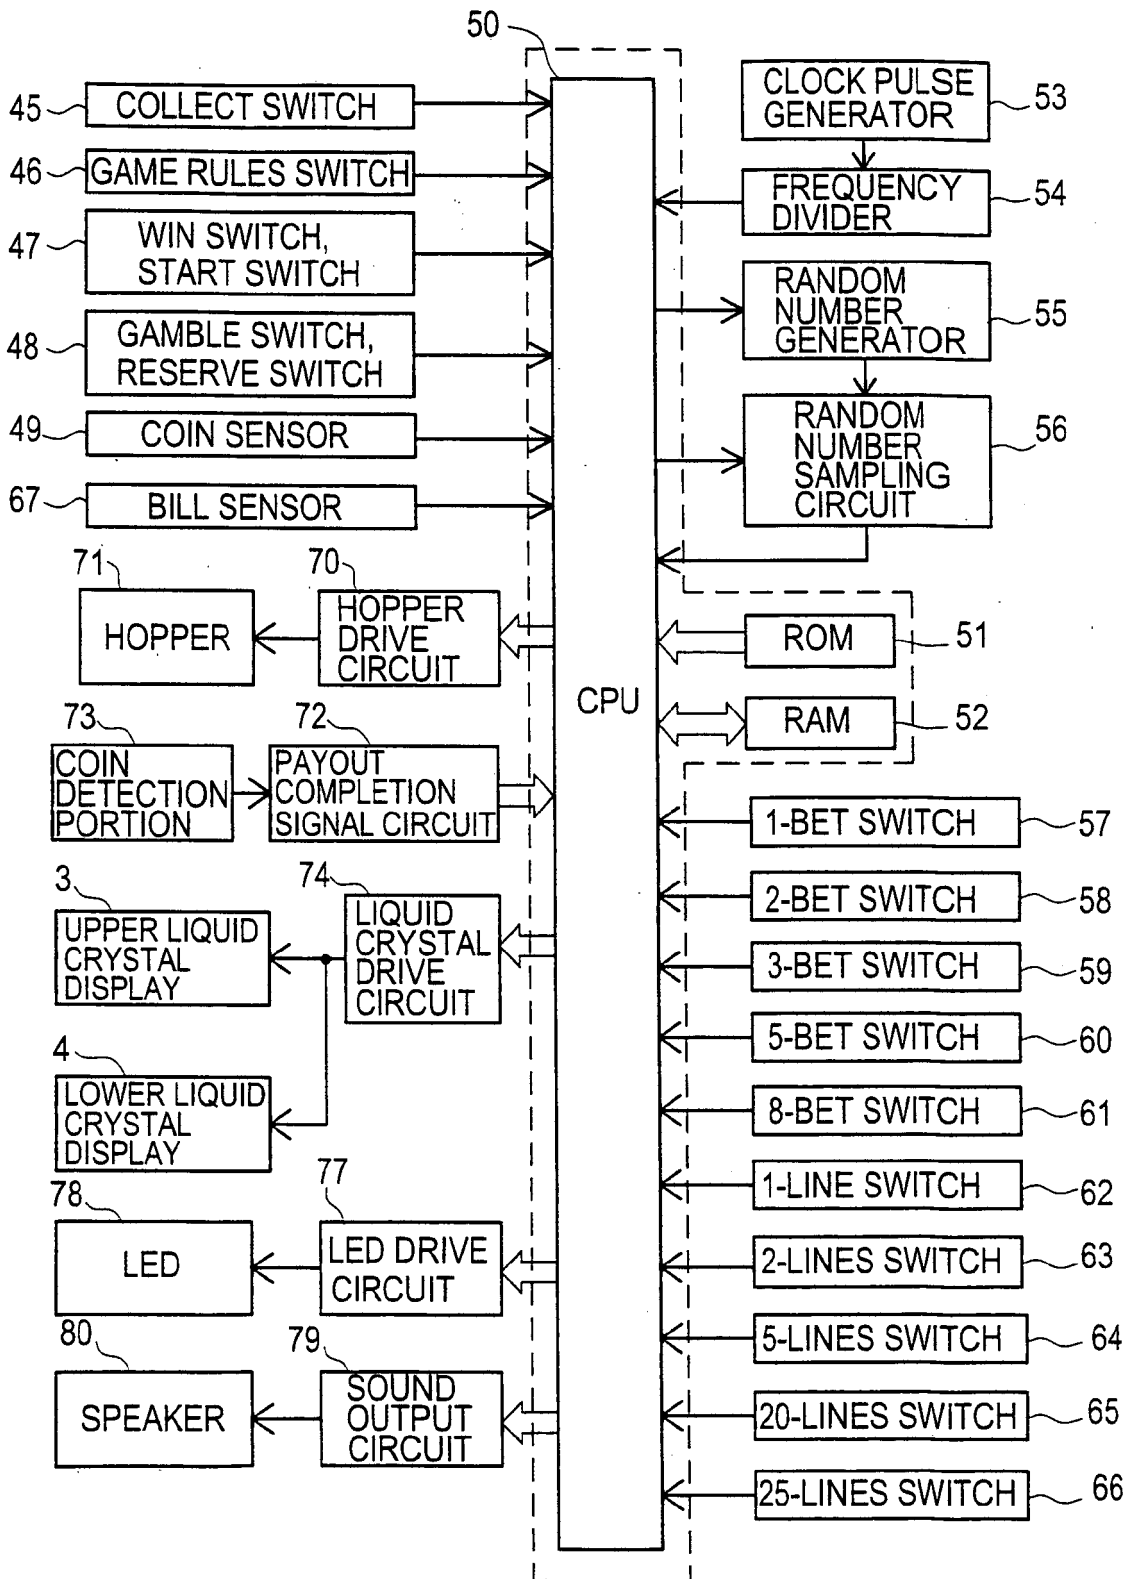 50
45
COLLECT SWITCH
46
GAME RULES SWITCH
47
WIN SWITCH,
START SWITCH
48
GAMBLE SWITCH,
RESERVE SWITCH
49
COIN SENSOR
67
BILL SENSOR
71
HOPPER
70
HOPPER
DRIVE
CIRCUIT
73
COIN
DETECTION
PORTION
72
PAYOUT
COMPLETION
SIGNAL CIRCUIT
3
UPPER LIQUID
CRYSTAL
DISPLAY
74
LIQUID
CRYSTAL
DRIVE
CIRCUIT
4
LOWER LIQUID
CRYSTAL
DISPLAY
78
LED
77
LED DRIVE
CIRCUIT
80
SPEAKER
79
SOUND
OUTPUT
CIRCUIT
CPU
CLOCK PULSE
GENERATOR
53
FREQUENCY
DIVIDER
54
RANDOM
NUMBER
GENERATOR
55
RANDOM
NUMBER
SAMPLING
CIRCUIT
56
ROM
51
RAM
52
1-BET SWITCH
57
2-BET SWITCH
58
3-BET SWITCH
59
5-BET SWITCH
60
8-BET SWITCH
61
1-LINE SWITCH
62
2-LINES SWITCH
63
5-LINES SWITCH
64
20-LINES SWITCH
65
25-LINES SWITCH
66